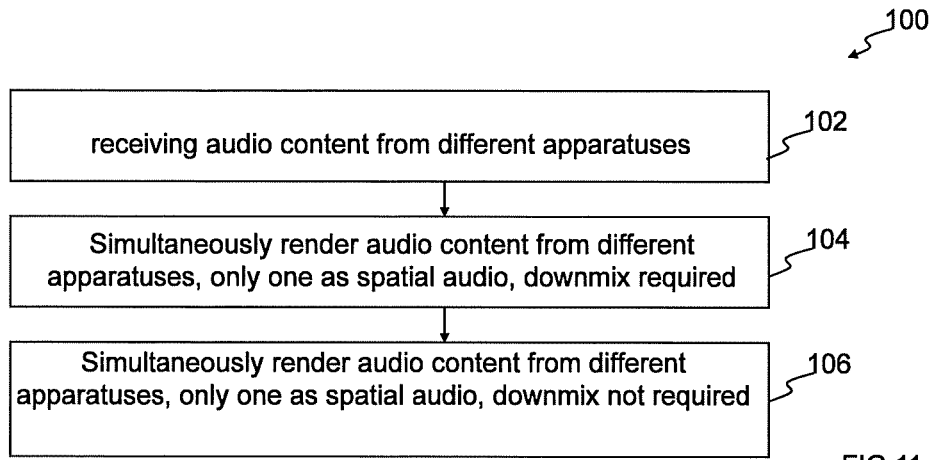 100
receiving audio content from different apparatuses
102
Simultaneously render audio content from different
apparatuses, only one as spatial audio, downmix required
104
Simultaneously render audio content from different
apparatuses, only one as spatial audio, downmix not required
106